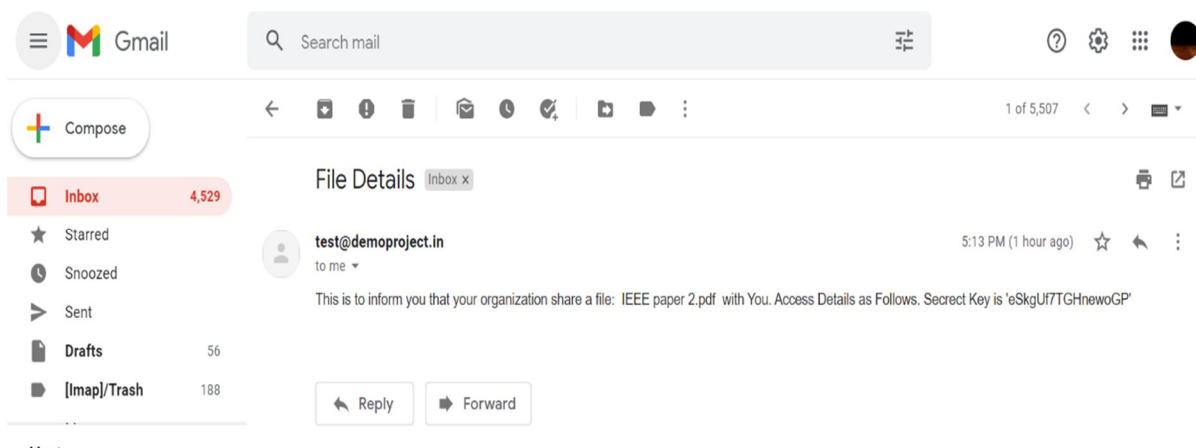 Gmail
Search mail
Compose
1 of 5,507
File Details Inbox x
Inbox 4,529
Starred
test@demoproject.in 5:13 PM (1 hour ago)
to me
Snoozed
This is to inform you that your organization share a file: IEEE paper 2.pdf with You. Access Details as Follows. Secrect Key is 'eSkgUf7TGHnewoGP'
Sent
Drafts 56
[Imap]/Trash 188
Reply Forward